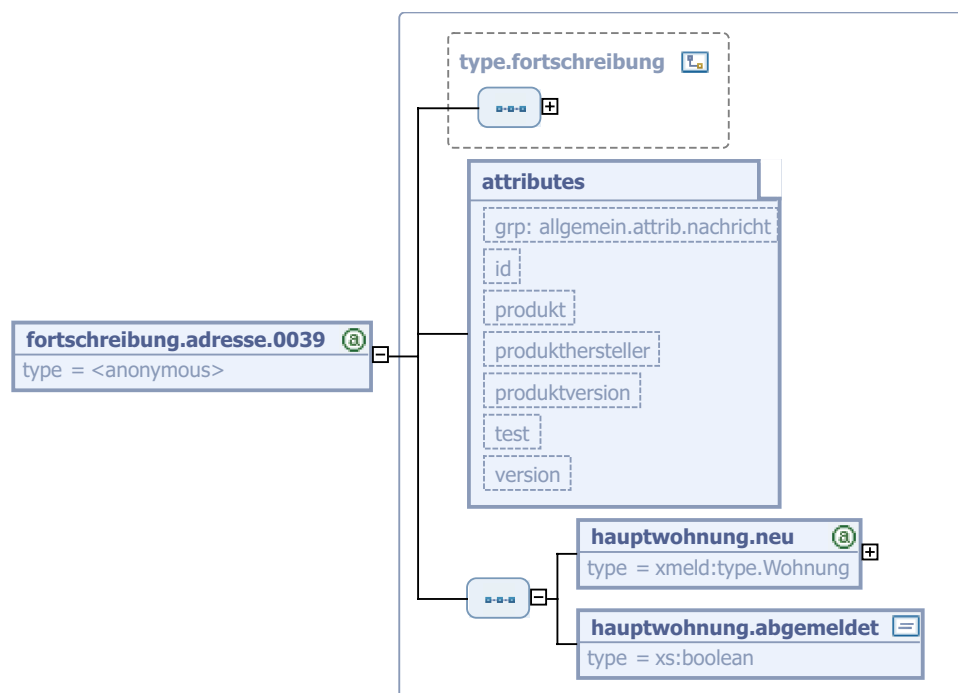 type.fortschreibung
attributes
grp: allgemein.attrib.nachricht
id
produkt
produkthersteller
produktversion
test
version
fortschreibung.adresse.0039
type = <anonymous>
hauptwohnung.neu
type = xmeld:type.Wohnung
hauptwohnung.abgemeldet
type = xs:boolean